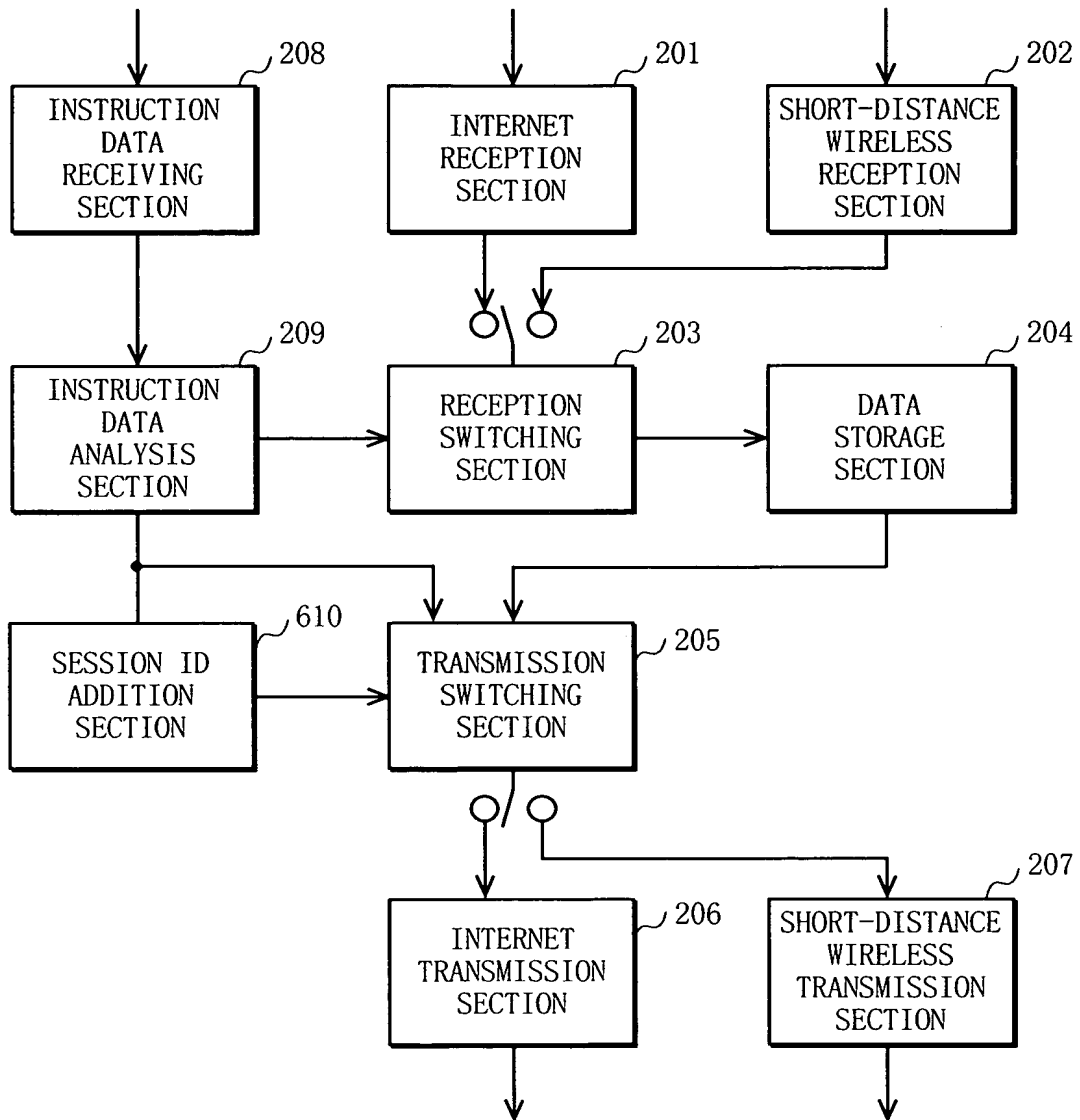 208
INSTRUCTION
DATA
RECEIVING
SECTION
201
INTERNET
RECEPTION
SECTION
202
SHORT-DISTANCE
WIRELESS
RECEPTION
SECTION
209
INSTRUCTION
DATA
ANALYSIS
SECTION
203
RECEPTION
SWITCHING
SECTION
204
DATA
STORAGE
SECTION
610
SESSION ID
ADDITION
SECTION
205
TRANSMISSION
SWITCHING
SECTION
206
INTERNET
TRANSMISSION
SECTION
207
SHORT-DISTANCE
WIRELESS
TRANSMISSION
SECTION